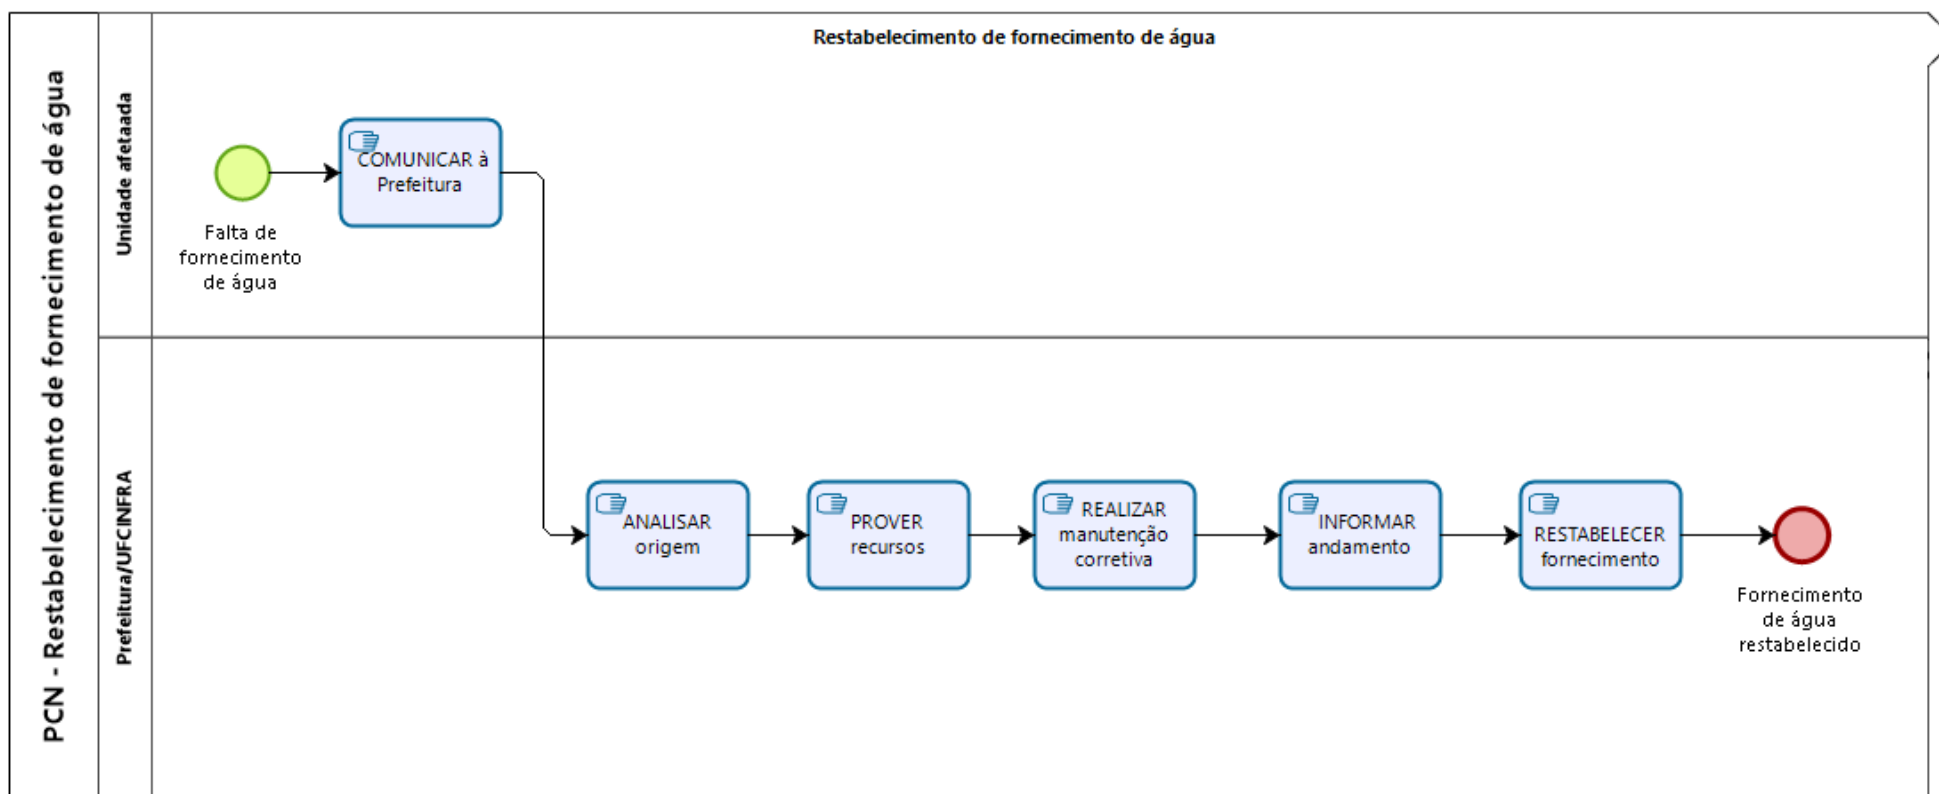 PCN - Restabelecimento de fornecimento de água
Restabelecimento de fornecimento de água
Unidade afetaada
Falta de
fornecimento
de água
COMUNICAR à
Prefeitura
Prefeitura/UFCINFRA
ANALISAR
origem
PROVER
recursos
REALIZAR
manutenção
corretiva
INFORMAR
andamento
RESTABELECER
fornecimento
Fornecimento
de água
restabelecido